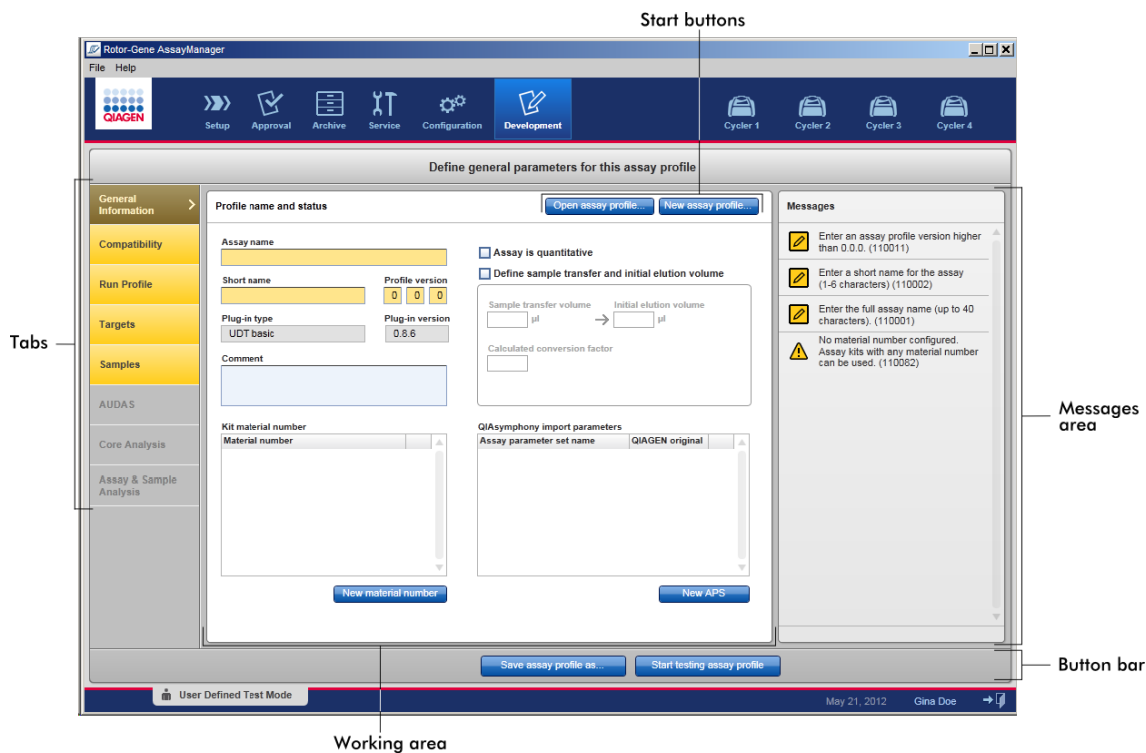 Start buttons
Rotor-Gene AssayManager
File Help
QIAGEN
Setup Approval Archive Service Configuration Development Cycler 1 Cycler 2 Cycler 3 Cycler 4
Define general parameters for this assay profile
General
Information
Compatibility
Run Profile
Targets
Samples
AUDAS
Core Analysis
Assay & Sample
Analysis
Tabs
Profile name and status
Open assay profile... New assay profile...
Assay name
Short name Profile version
0 0 0
Plug-in type Plug-in version
UDT basic 0.8.6
Comment
Assay is quantitative
Define sample transfer and initial elution volume
Sample transfer volume Initial elution volume
µl µl
Calculated conversion factor
Kit material number
Material number
New material number
QIAsymphony import parameters
Assay parameter set name QIAGEN original
New APS
Messages
Enter an assay profile version higher
than 0.0.0. (110011)
Enter a short name for the assay
(1-6 characters) (110002)
Enter the full assay name (up to 40
characters). (110001)
No material number configured.
Assay kits with any material number
can be used. (110082)
Messages
area
Save assay profile as... Start testing assay profile
Button bar
User Defined Test Mode
May 21, 2012 Gina Doe
Working area